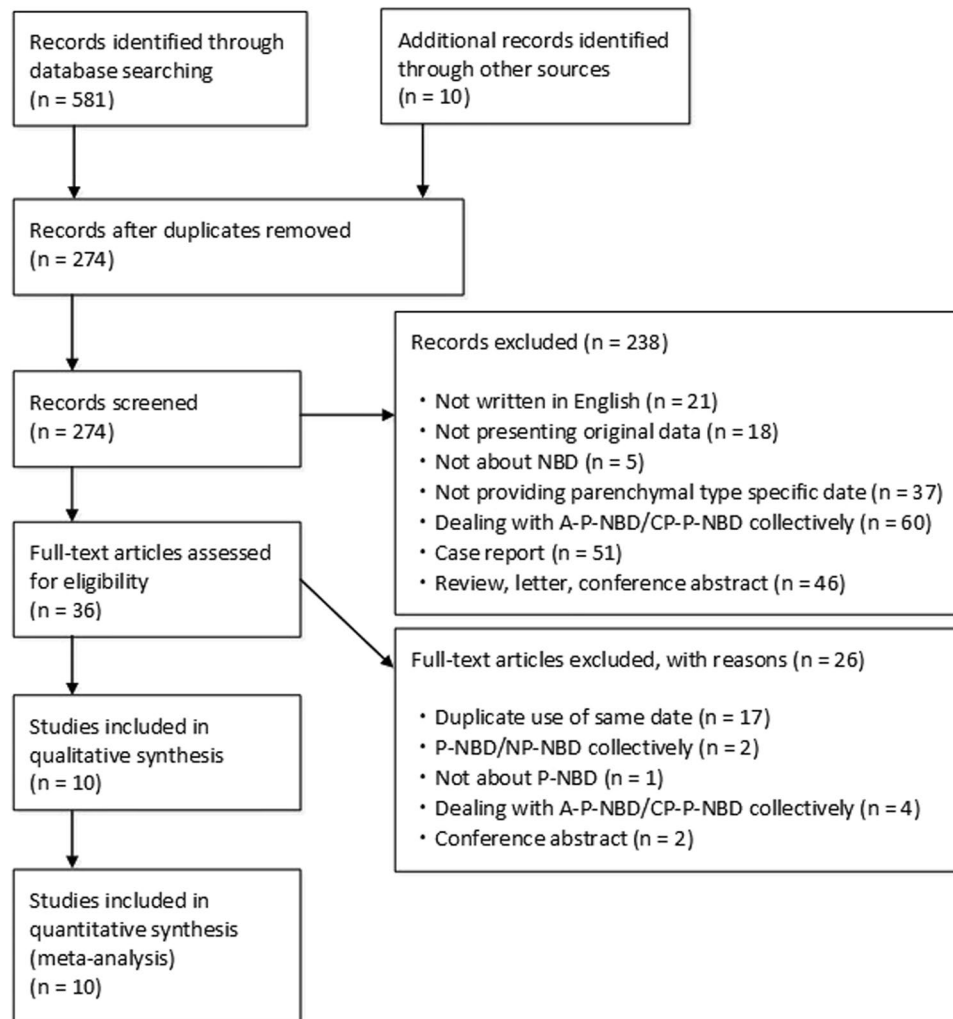 Records identified through
database searching
(n = 581)
Additional records identified
through other sources
(n = 10)
Records after duplicates removed
(n = 274)
Records screened
(n = 274)
Records excluded (n = 238)
・Not written in English (n = 21)
・Not presenting original data (n = 18)
・Not about NBD (n = 5)
・Not providing parenchymal type specific date (n = 37)
・Dealing with A-P-NBD/CP-P-NBD collectively (n = 60)
・Case report (n = 51)
・Review, letter, conference abstract (n = 46)
Full-text articles assessed
for eligibility
(n = 36)
Full-text articles excluded, with reasons (n = 26)
・Duplicate use of same date (n = 17)
・P-NBD/NP-NBD collectively (n = 2)
・Not about P-NBD (n = 1)
・Dealing with A-P-NBD/CP-P-NBD collectively (n = 4)
・Conference abstract (n = 2)
Studies included in
qualitative synthesis
(n = 10)
Studies included in
quantitative synthesis
(meta-analysis)
(n = 10)